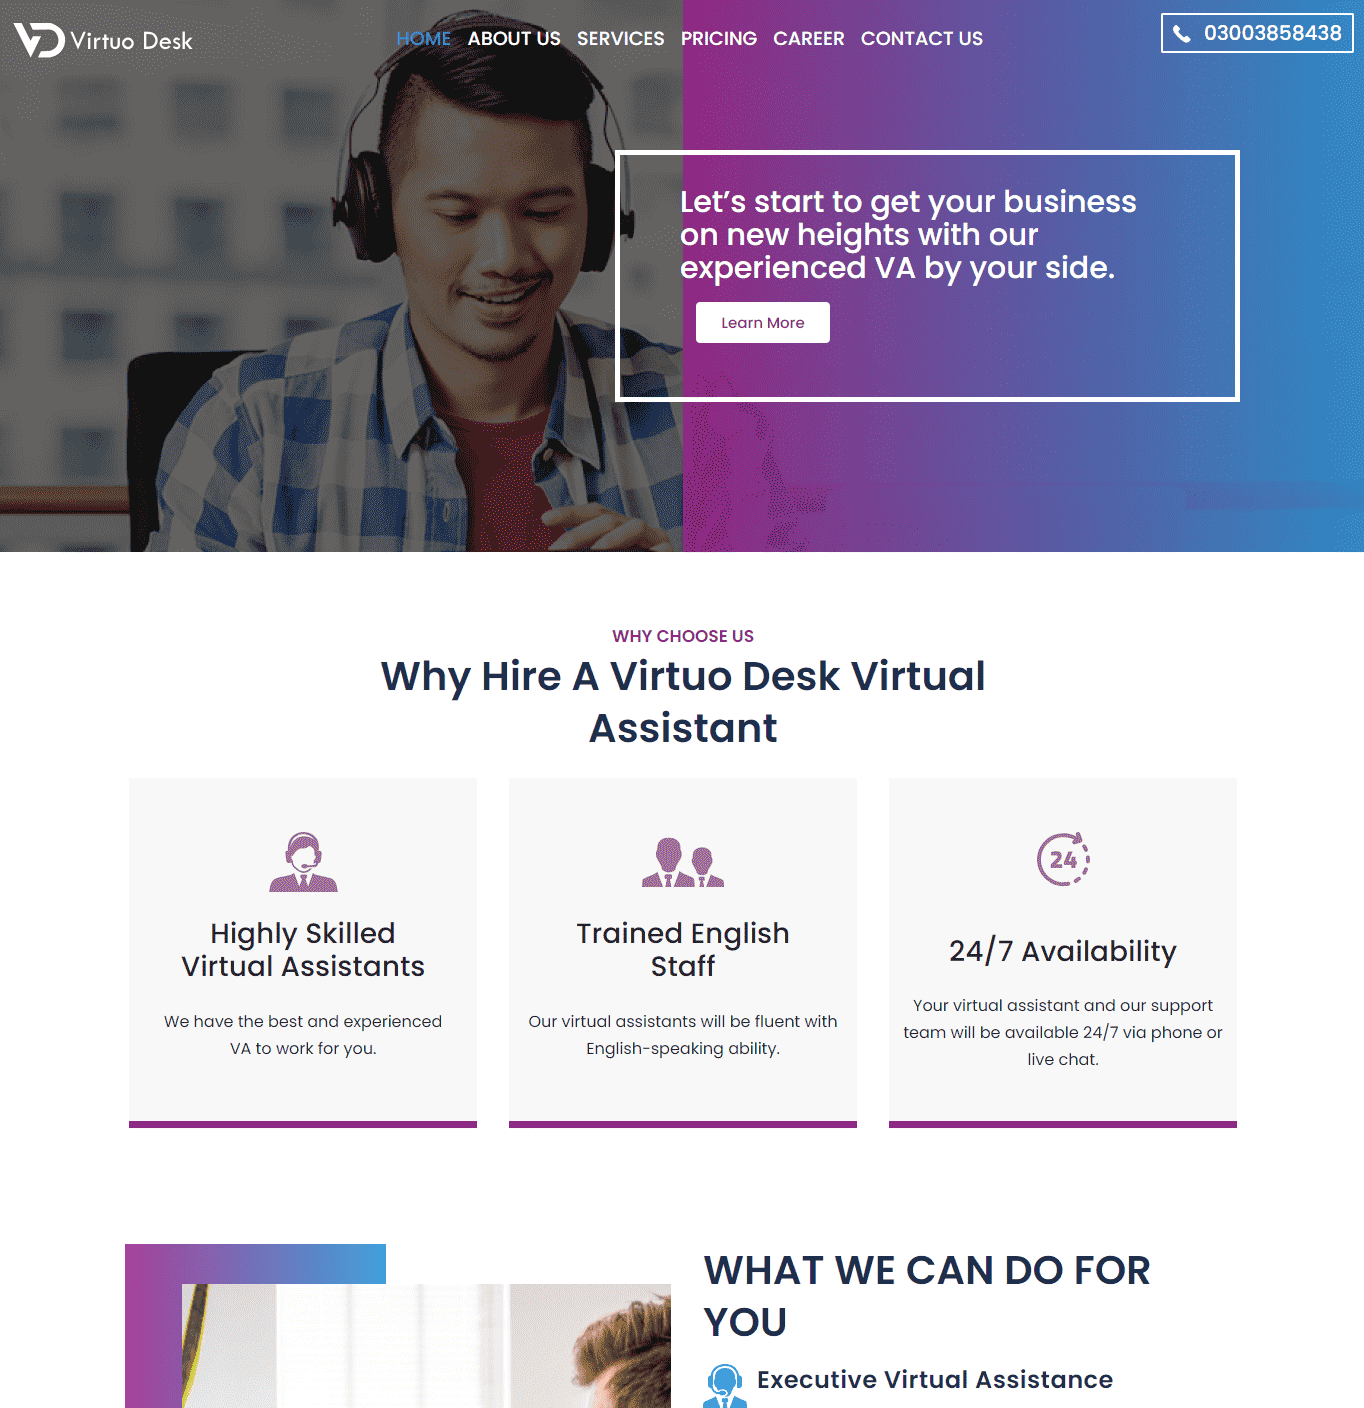 Virtuo Desk
HOME ABOUT US SERVICES PRICING CAREER CONTACT US
03003858438
Let’s start to get your business
on new heights with our
experienced VA by your side.
Learn More
WHY CHOOSE US
Why Hire A Virtuo Desk Virtual
Assistant
Highly Skilled
Virtual Assistants
We have the best and experienced
VA to work for you.
Trained English
Staff
Our virtual assistants will be fluent with
English-speaking ability.
24
24/7 Availability
Your virtual assistant and our support
team will be available 24/7 via phone or
live chat.
WHAT WE CAN DO FOR
YOU
Executive Virtual Assistance